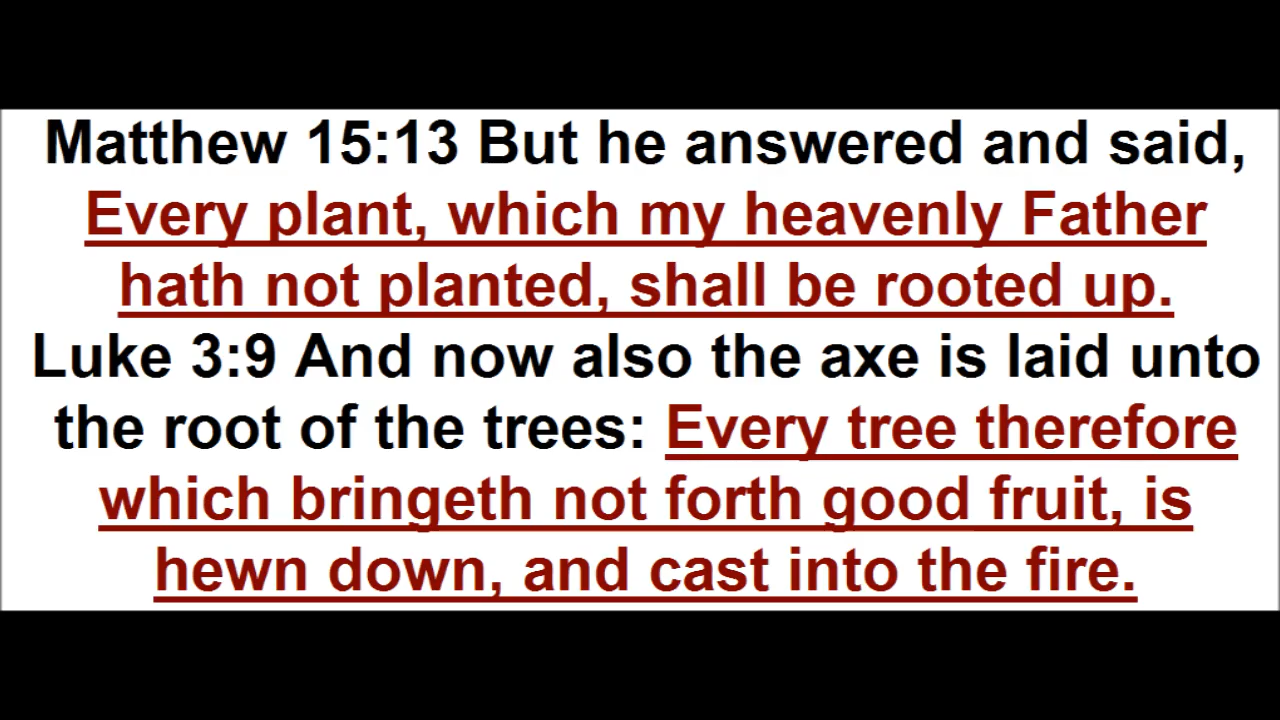 Matthew 15:13 But he answered and said,
Every plant, which my heavenly Father
hath not planted, shall be rooted up.
Luke 3:9 And now also the axe is laid unto
the root of the trees: Every tree therefore
which bringeth not forth good fruit, is
hewn down, and cast into the fire.